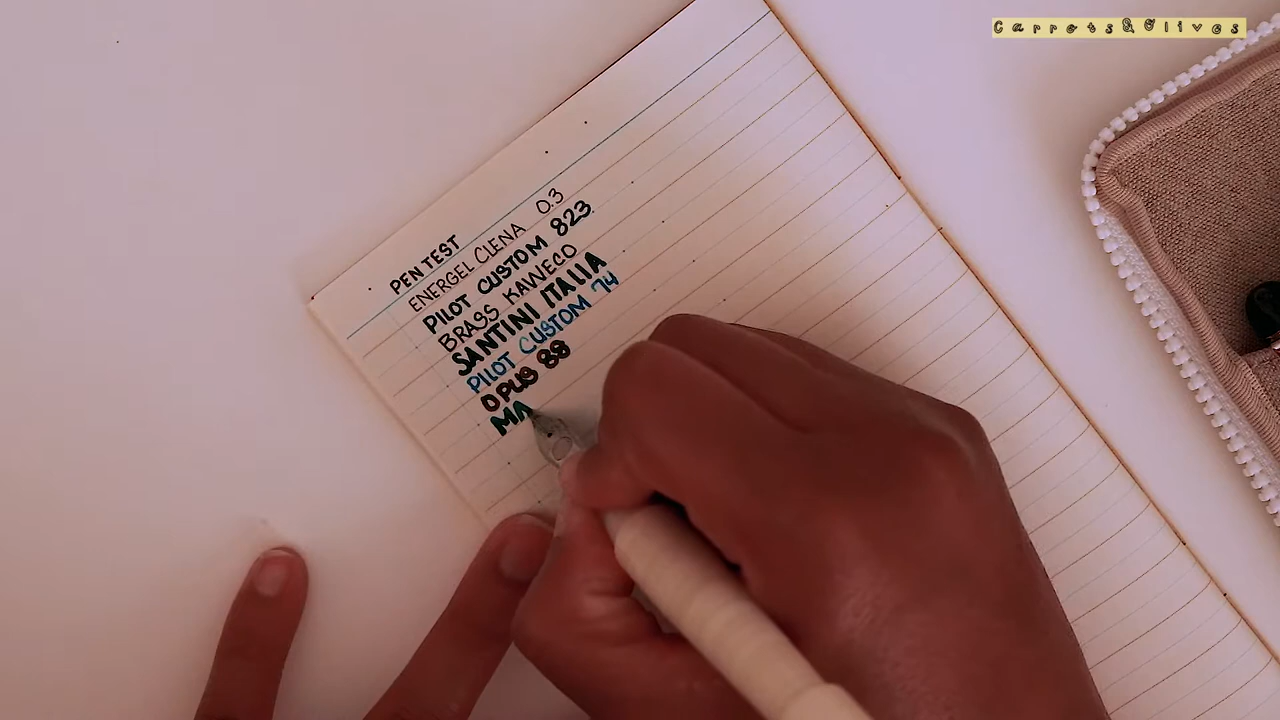 Carrots&Olives
PEN TEST
ENERGEL CLENA 0.3
PILOT CUSTOM 823
BRASS KAWECO
SANTINI ITALIA
PILOT CUSTOM 74
OPUS 88
MA